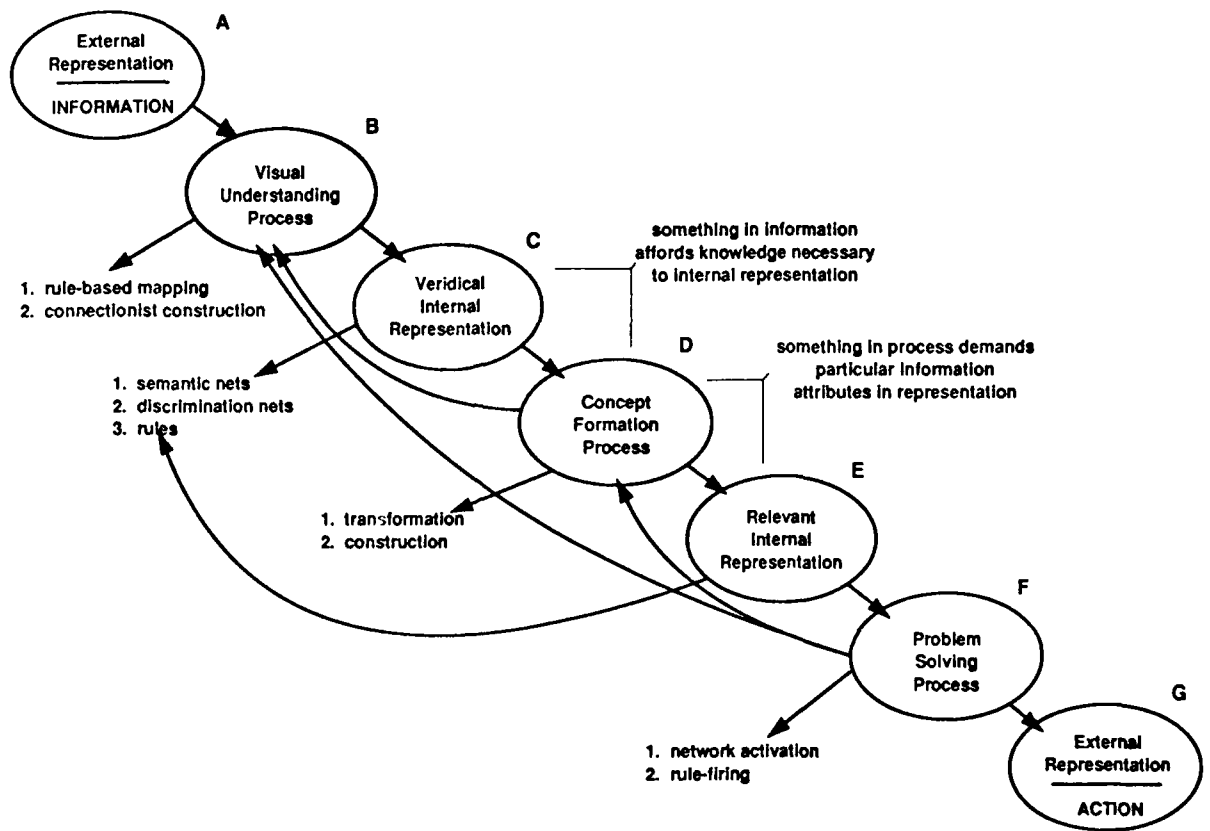 A
External
Representation
INFORMATION
B
Visual
Understanding
Process
1. rule-based mapping
2. connectionist construction
C
Veridical
Internal
Representation
something in information
affords knowledge necessary
to internal representation
1. semantic nets
2. discrimination nets
3. rules
D
Concept
Formation
Process
something in process demands
particular information
attributes in representation
1. transformation
2. construction
E
Relevant
Internal
Representation
F
Problem
Solving
Process
1. network activation
2. rule-firing
G
External
Representation
ACTION